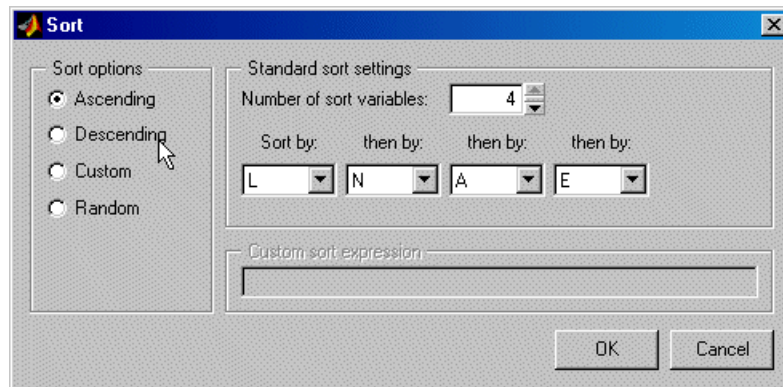 Sort
Sort options
Ascending
Descending
Custom
Random
Standard sort settings
Number of sort variables: 4
Sort by: then by: then by: then by:
L N A E
Custom sort expression
OK Cancel